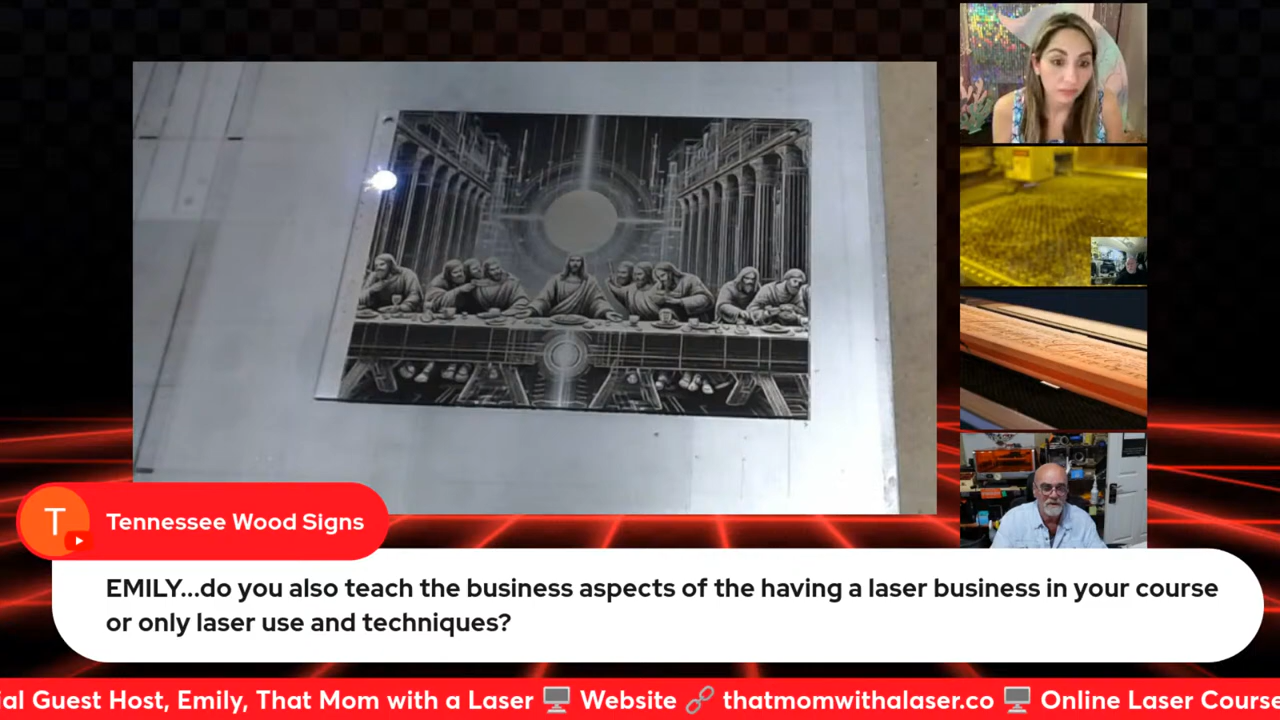 T
Tennessee Wood Signs
EMILY...do you also teach the business aspects of the having a laser business in your course
or only laser use and techniques?
ial Guest Host, Emily, That Mom with a Laser 🖥️ Website 🔗 thatmomwithalaser.co 🖥️ Online Laser Course